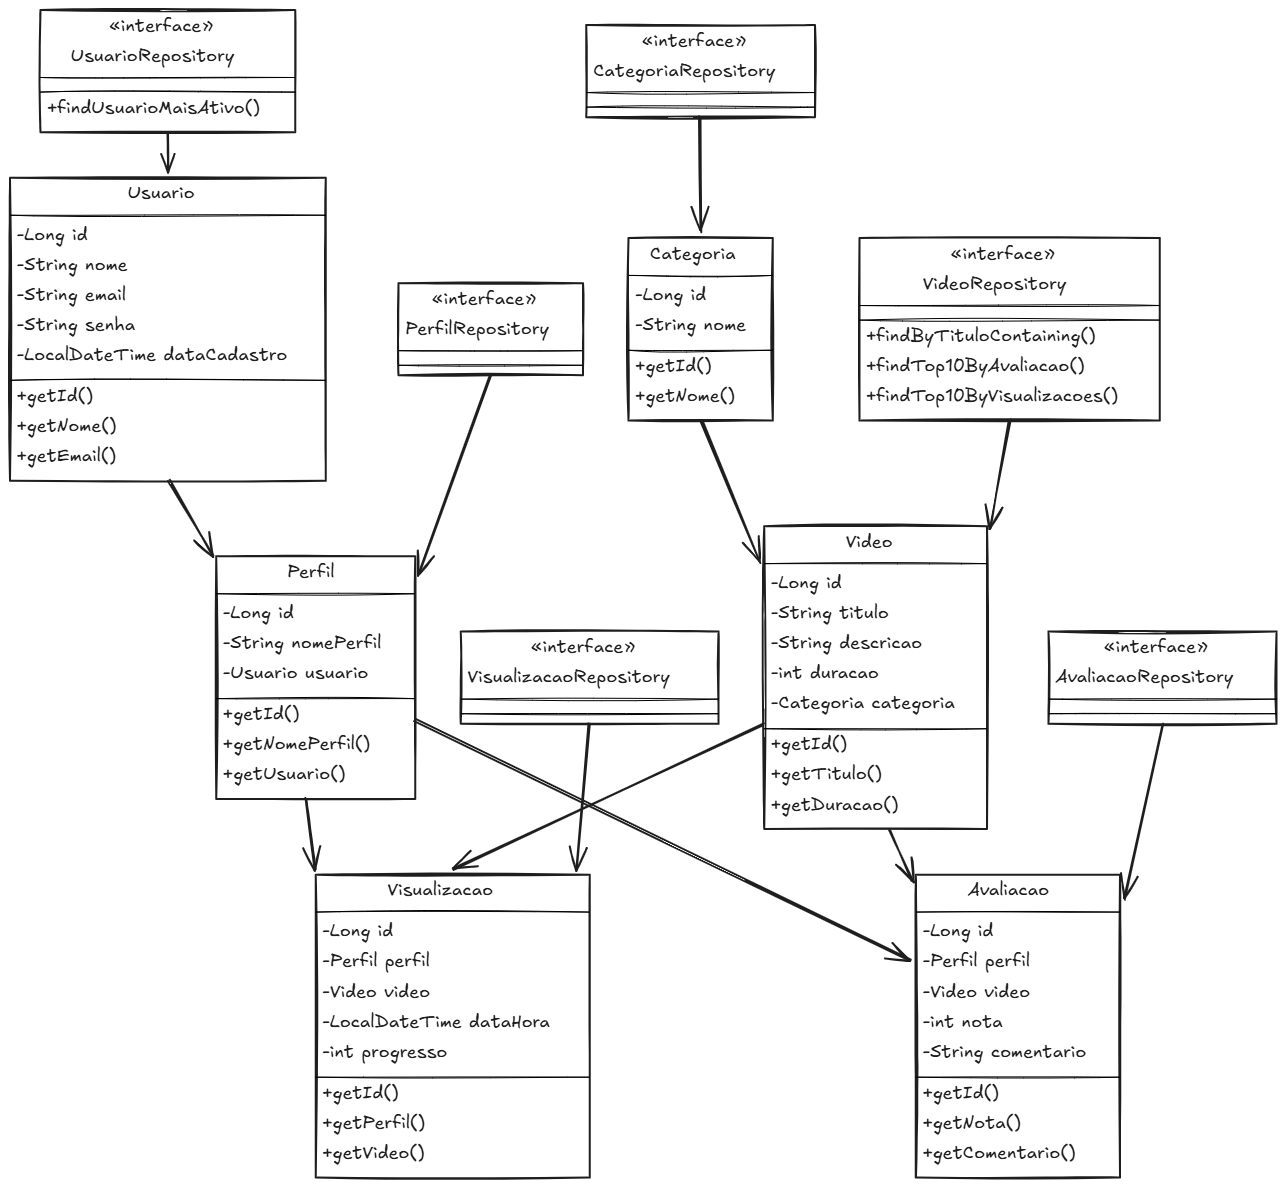 «interface»
UsuarioRepository
+findUsuarioMaisAtivo()
«interface»
CategoriaRepository
Usuario
-Long id
-String nome
-String email
-String senha
-LocalDateTime dataCadastro
+getId()
+getNome()
+getEmail()
«interface»
PerfilRepository
Categoria
-Long id
-String nome
+getId()
+getNome()
«interface»
VideoRepository
+findByTituloContaining()
+findTop10ByAvaliacao()
+findTop10ByVisualizacoes()
Perfil
-Long id
-String nomePerfil
-Usuario usuario
+getId()
+getNomePerfil()
+getUsuario()
«interface»
VisualizacaoRepository
Video
-Long id
-String titulo
-String descricao
-int duracao
-Categoria categoria
+getId()
+getTitulo()
+getDuracao()
«interface»
AvaliacaoRepository
Visualizacao
-Long id
-Perfil perfil
-Video video
-LocalDateTime dataHora
-int progresso
+getId()
+getPerfil()
+getVideo()
Avaliacao
-Long id
-Perfil perfil
-Video video
-int nota
-String comentario
+getId()
+getNota()
+getComentario()